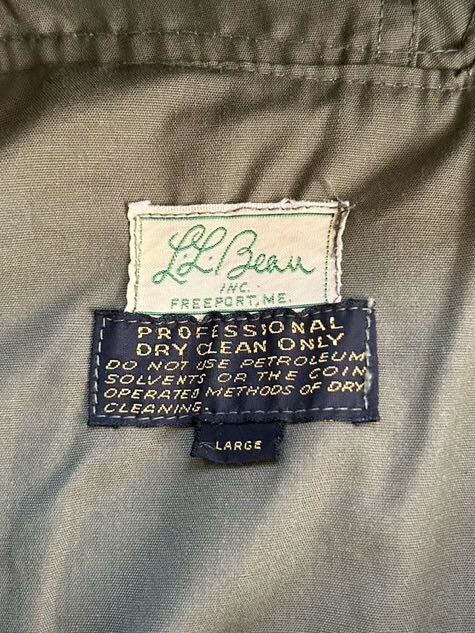 L.L.Bean
INC.
FREEPORT, ME.
PROFESSIONAL
DRY CLEAN ONLY
DO NOT USE PETROLEUM
SOLVENTS OR THE COIN
OPERATED METHODS OF DRY
CLEANING.
LARGE